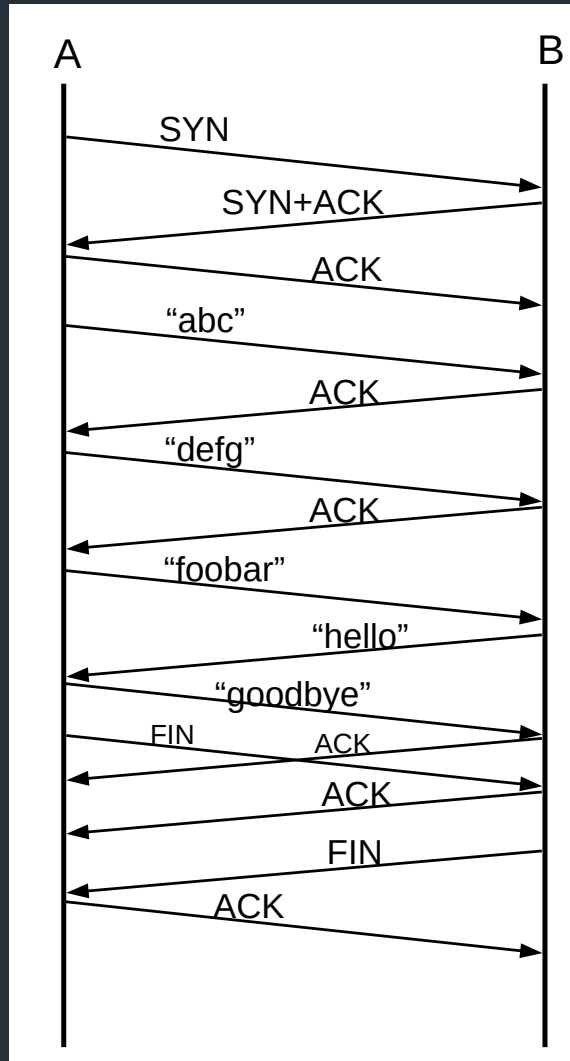 A
B
SYN
SYN+ACK
ACK
“abc”
ACK
“defg”
ACK
“foobar”
“hello”
“goodbye”
FIN
ACK
ACK
FIN
ACK